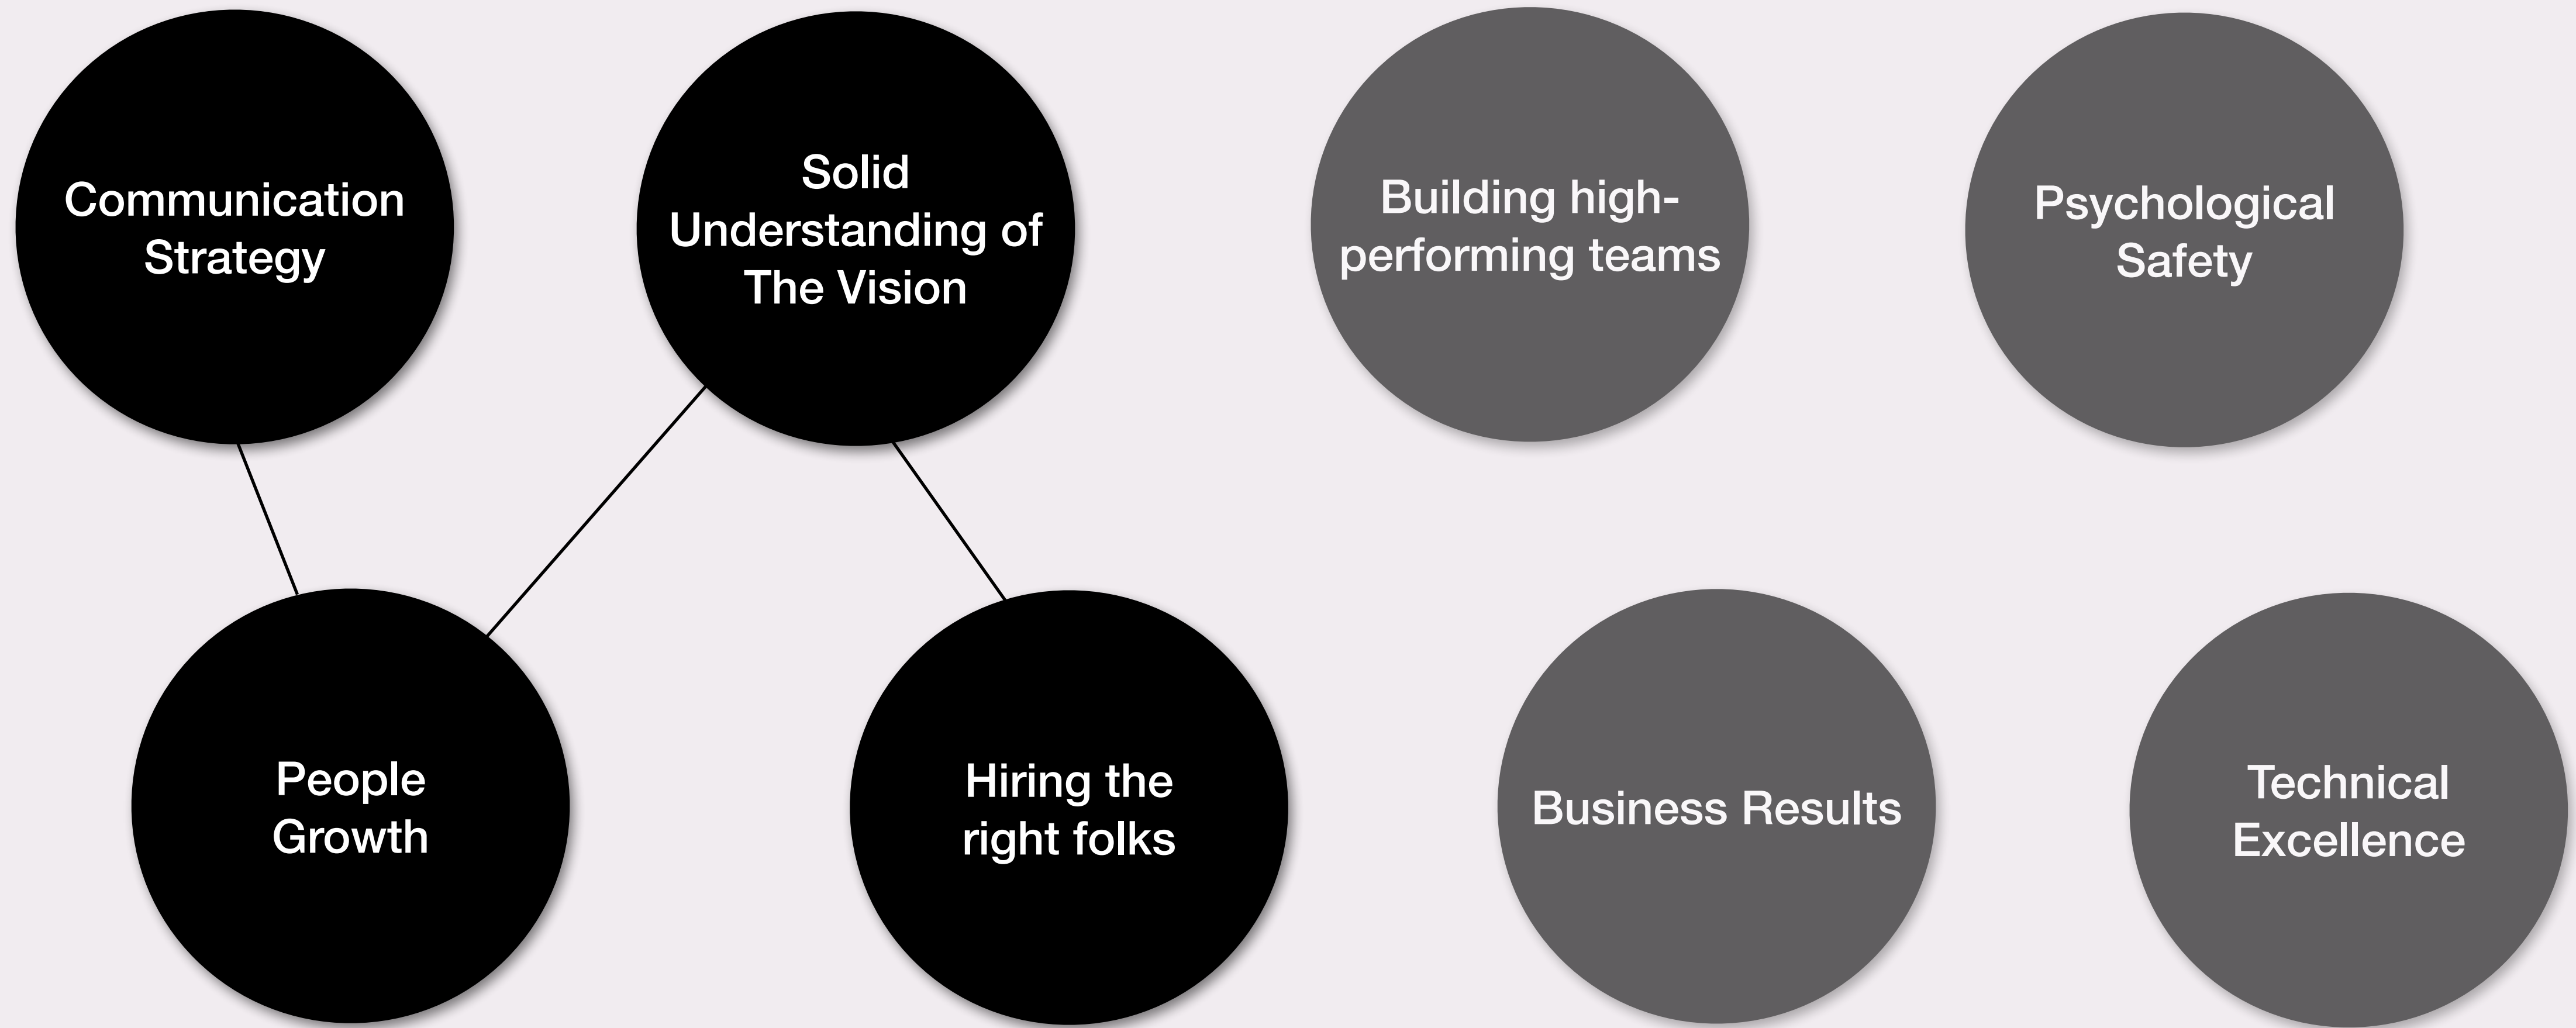 Communication
Strategy
Solid
Understanding of
The Vision
Building high-
performing teams
Psychological
Safety
People
Growth
Hiring the
right folks
Business Results
Technical
Excellence